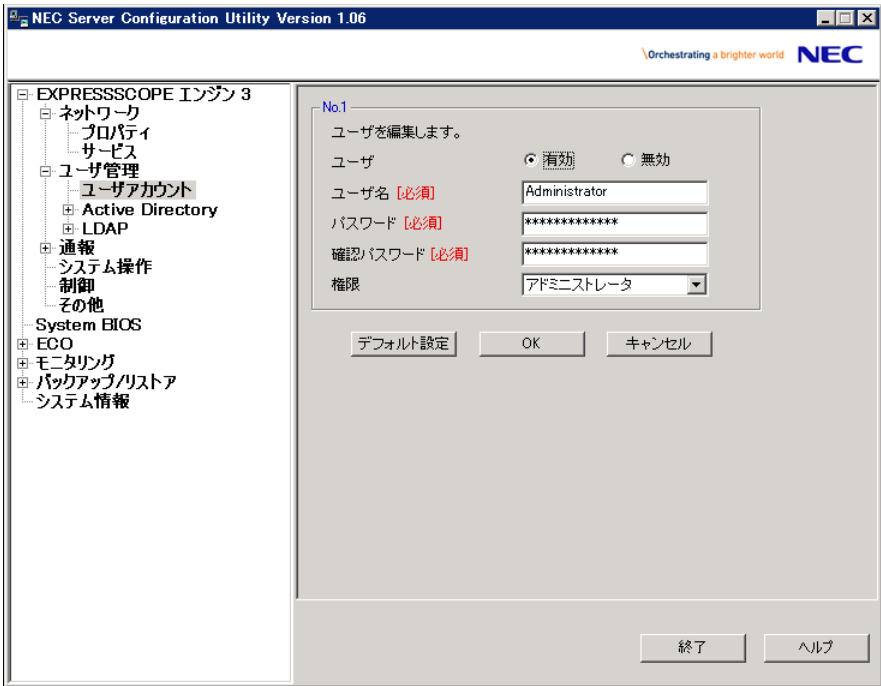 NEC Server Configuration Utility Version 1.06
\Orchestrating a brighter world NEC
EXPRESSSCOPE エンジン 3
ネットワーク
プロパティ
サービス
ユーザ管理
ユーザアカウント
Active Directory
LDAP
通報
システム操作
制御
その他
System BIOS
ECO
モニタリング
バックアップ/リストア
システム情報
No.1
ユーザを編集します。
ユーザ 有効 無効
ユーザ名 [必須] Administrator
パスワード [必須] *************
確認パスワード [必須] *************
権限 アドミニストレータ
デフォルト設定 OK キャンセル
終了 ヘルプ